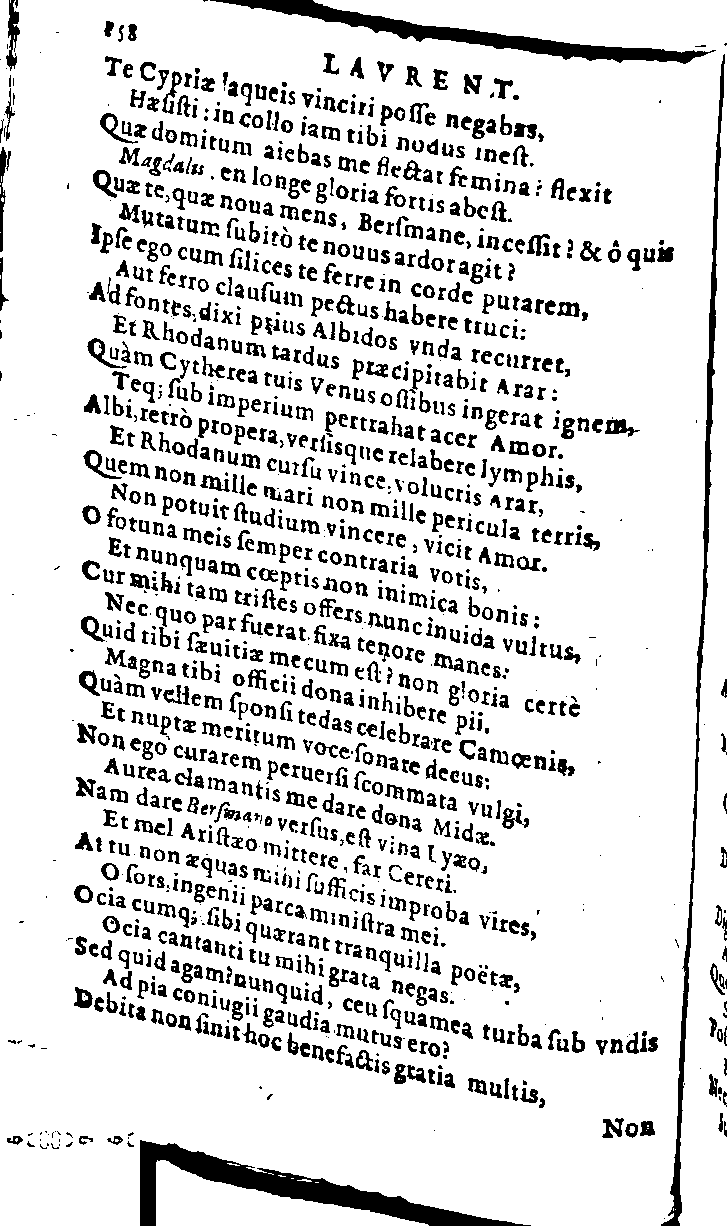 158
LAVRENT.
Te Cypriæ laqueis vinciri poſſe negabas,
Hæſiſti: in collo iam tibi nodus ineſt.
Quæ domitum aiebas me flectat femina? flexit
Magdalis, en longe gloria fortis abeſt.
Quæ te, quæ noua mens, Berſmane, inceſſit? & ô quis
Mutatum ſubitò te nouus ardor agit?
Ipſe ego cum ſilices te ferre in corde putarem,
Aut ferro clauſum pectus habere truci:
Ad fontes, dixi prius Albidos vnda recurret,
Et Rhodanum tardus præcipitabit Arar:
Quàm Cytherea tuis Venus oſſibus ingerat ignem,
Teq; ſub imperium pertrahat acer Amor.
Albi, retrò propera, verſisque relabere lymphis,
Et Rhodanum curſu vince, volucris Arar,
Quem non mille mari non mille pericula terris,
Non potuit ſtudium vincere, vicit Amor.
O fotuna meis ſemper contraria votis,
Et nunquam cœptis non inimica bonis:
Cur mihi tam triſtes offers nunc inuida vultus,
Nec quo par fuerat fixa tenore manes:
Quid tibi ſæuitiæ mecum eſt? non gloria certè
Magna tibi officii dona inhibere pii.
Quàm vellem ſponſi tedas celebrare Camœnis,
Et nuptæ meritum voce ſonare decus:
Non ego curarem peruerſi ſcommata vulgi,
Aurea clamantis me dare dona Midæ.
Nam dare Berſmano verſus, eſt vina Lyæo,
Et mel Ariſtæo mittere, far Cereri.
At tu non æquas mihi ſufficis improba vires,
O ſors, ingenii parca miniſtra mei.
Ocia cumq; ſibi quærant tranquilla poëtæ,
Ocia cantanti tu mihi grata negas.
Sed quid agam? nunquid, ceu ſquamea turba ſub vndis
Ad pia coniugii gaudia mutus ero?
Debita non ſinit hoc benefactis gratia multis,
Non